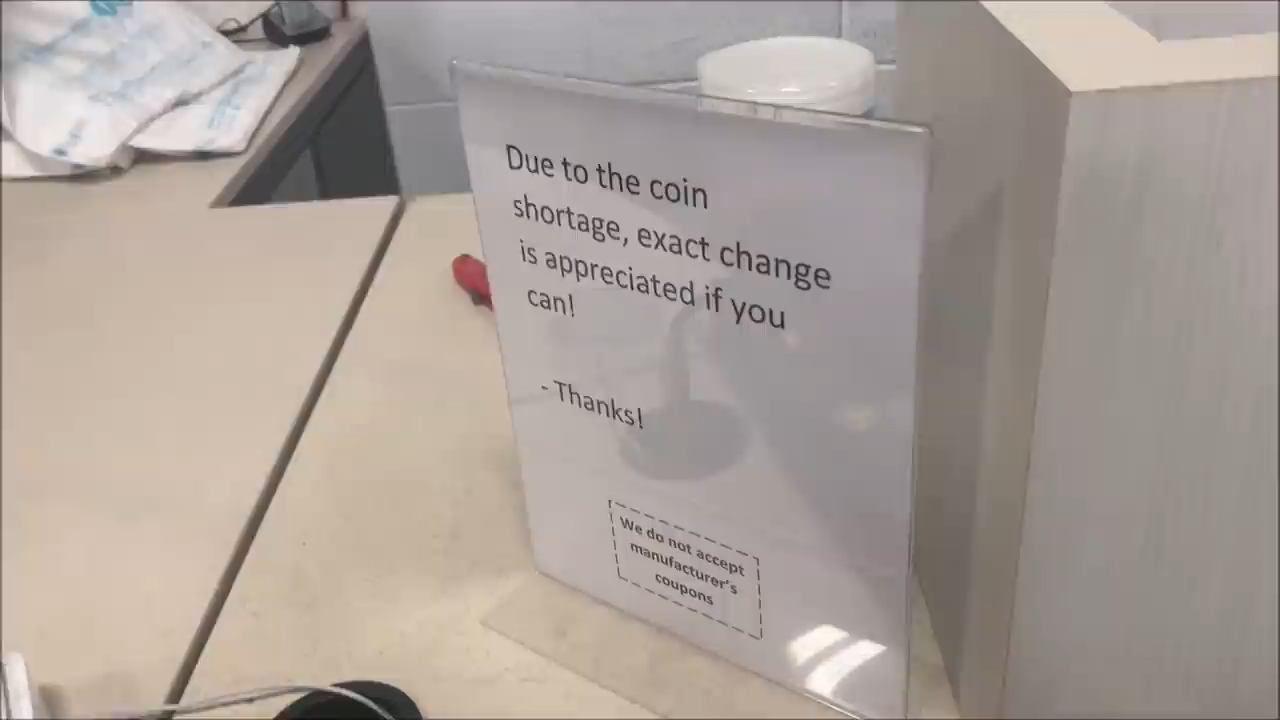 Due to the coin
shortage, exact change
is appreciated if you
can!
- Thanks!
We do not accept
manufacturer's
coupons